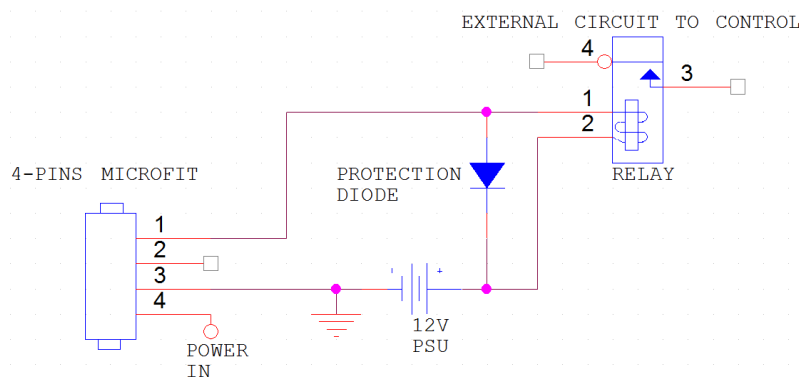 EXTERNAL CIRCUIT TO CONTROL
4
3
1
2
4-PINS MICROFIT
PROTECTION
DIODE
RELAY
1
2
3
4
- +
12V
PSU
POWER
IN